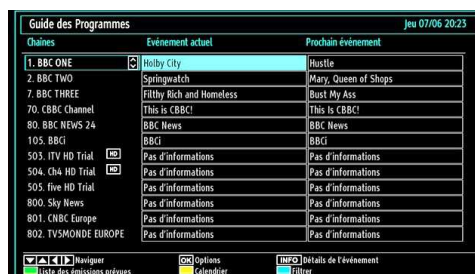 Guide des Programmes Jeu 07/06 20:23
Chaînes Evénement actuel Prochain événement
1. BBC ONE Holby City Hustle
2. BBC TWO Springwatch Mary, Queen of Shops
7. BBC THREE Filthy Rich and Homeless Bust My Ass
70. CBBC Channel This is CBBC! This Is CBBC!
80. BBC NEWS 24 BBC News BBC News
105. BBCi BBCi BBCi
503. ITV HD Trial HD Pas d'informations Pas d'informations
504. Ch4 HD Trial HD Pas d'informations Pas d'informations
505. five HD Trial Pas d'informations Pas d'informations
800. Sky News Pas d'informations Pas d'informations
801. CNBC Europe Pas d'informations Pas d'informations
802. TV5MONDE EUROPE Pas d'informations Pas d'informations
Naviguer OK Options INFO Détails de l'événement
Liste des émissions prévues Calendrier Filtrer